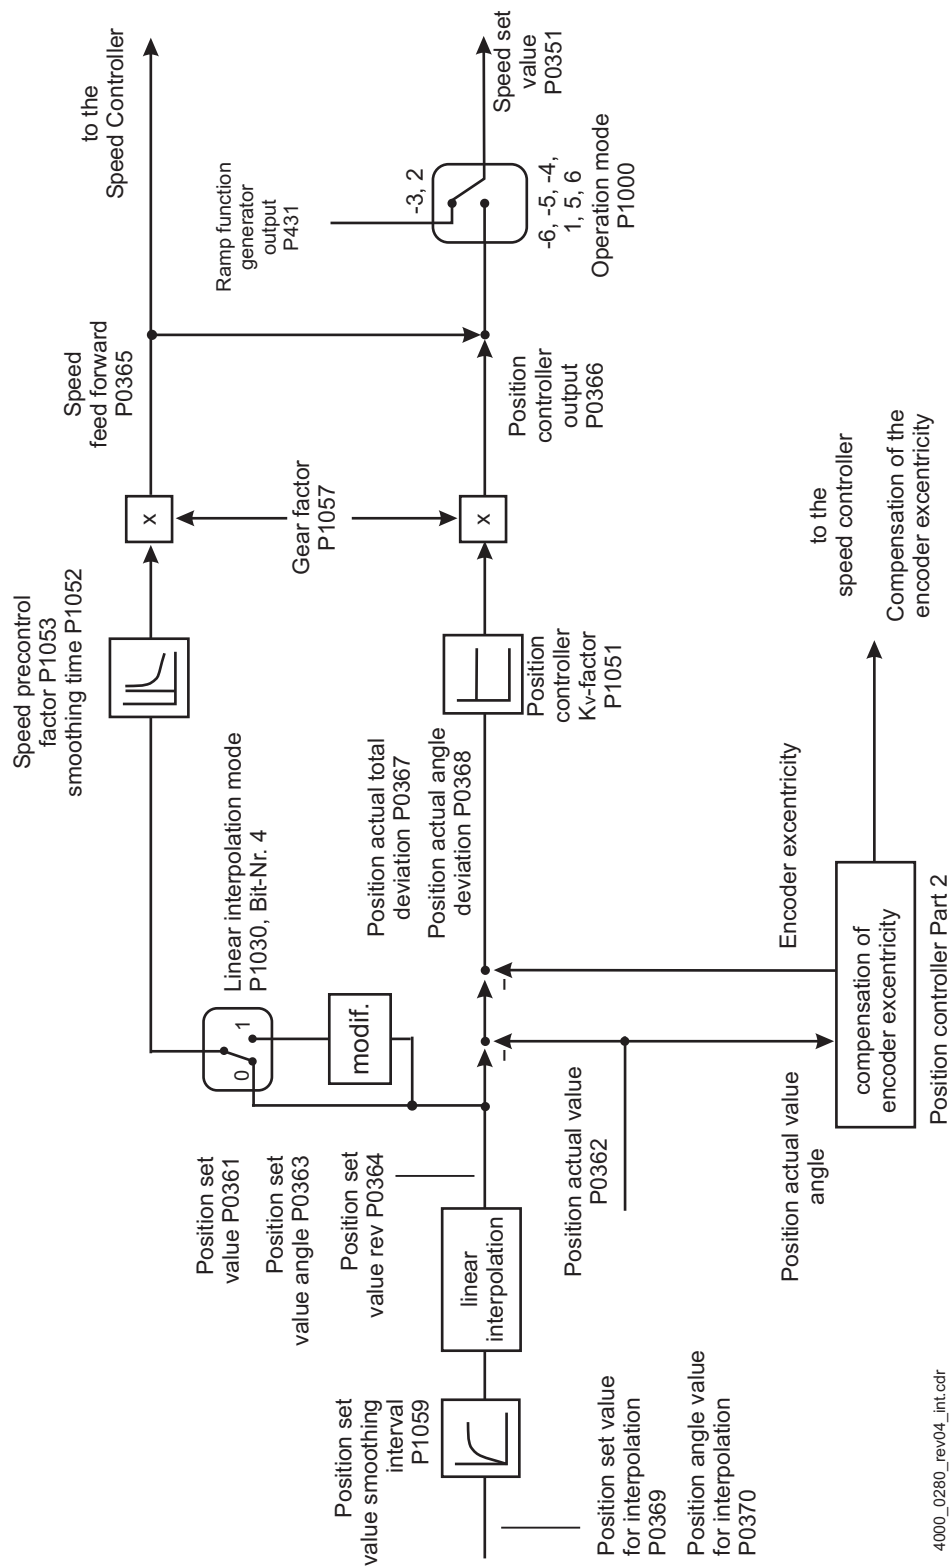 Position set
value smoothing
interval
P1059
Position set value
for interpolation
P0369
Position angle value
for interpolation
P0370
linear
interpolation
Position set
value P0361
Position set
value angle P0363
Position set
value rev P0364
0
1
modif.
Linear interpolation mode
P1030, Bit-Nr. 4
Speed precontrol
factor P1053
smoothing time P1052
x
Speed
feed forward
P0365
to the
Speed Controller
Gear factor
P1057
Position actual total
deviation P0367
Position actual angle
deviation P0368
–
–
Position
controller
Kv-factor
P1051
x
Position
controller
output
P0366
Ramp function
generator
output
P431
-3, 2
-6, -5, -4,
1, 5, 6
Operation mode
P1000
Speed set
value
P0351
Position actual value
P0362
Position actual value
angle
Encoder excentricity
compensation of
encoder excentricity
to the
speed controller
Compensation of the
encoder excentricity
Position controller Part 2
4000_0280_rev04_int.cdr